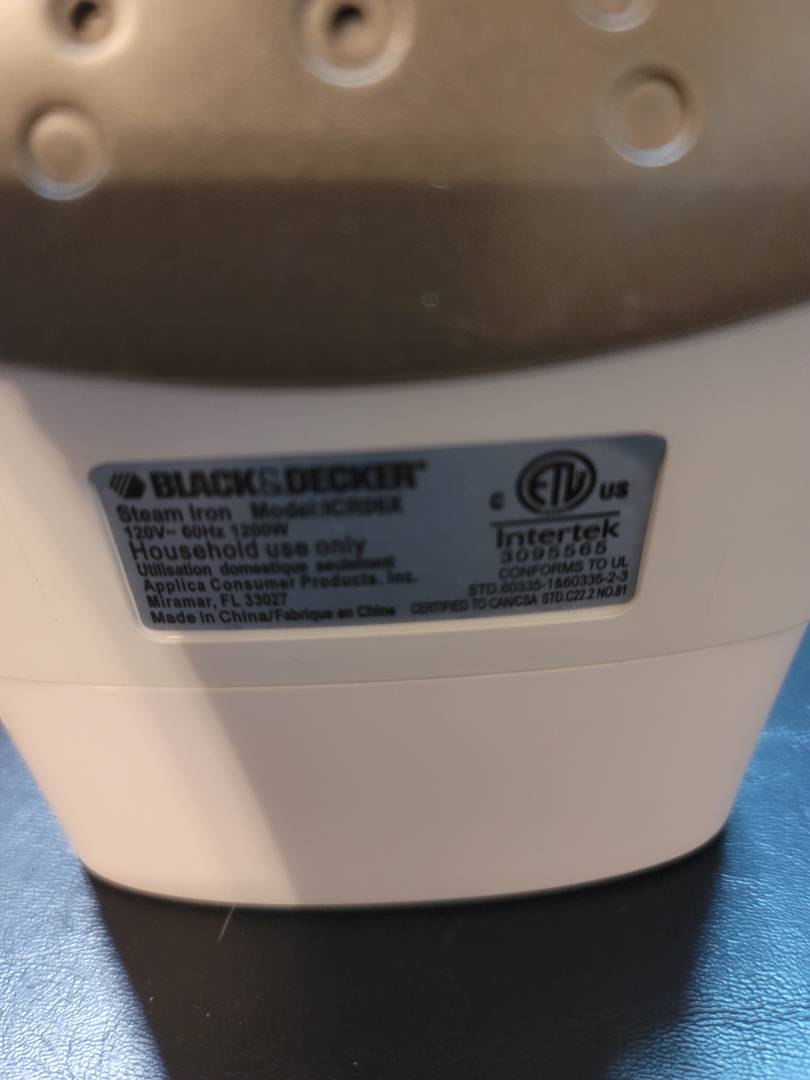 BLACK&DECKER
Steam Iron Model:
120V~ 60Hz 1200W
Household use only
Utilisation domestique seulement
Applica Consumer Products, Inc.
Miramar, FL 33027
Made in China/Fabriqué en Chine
C ETL US
Intertek
3095565
CONFORMS TO UL
STD.60335-1&60335-2-3
CERTIFIED TO CAN/CSA STD.C22.2 NO.81